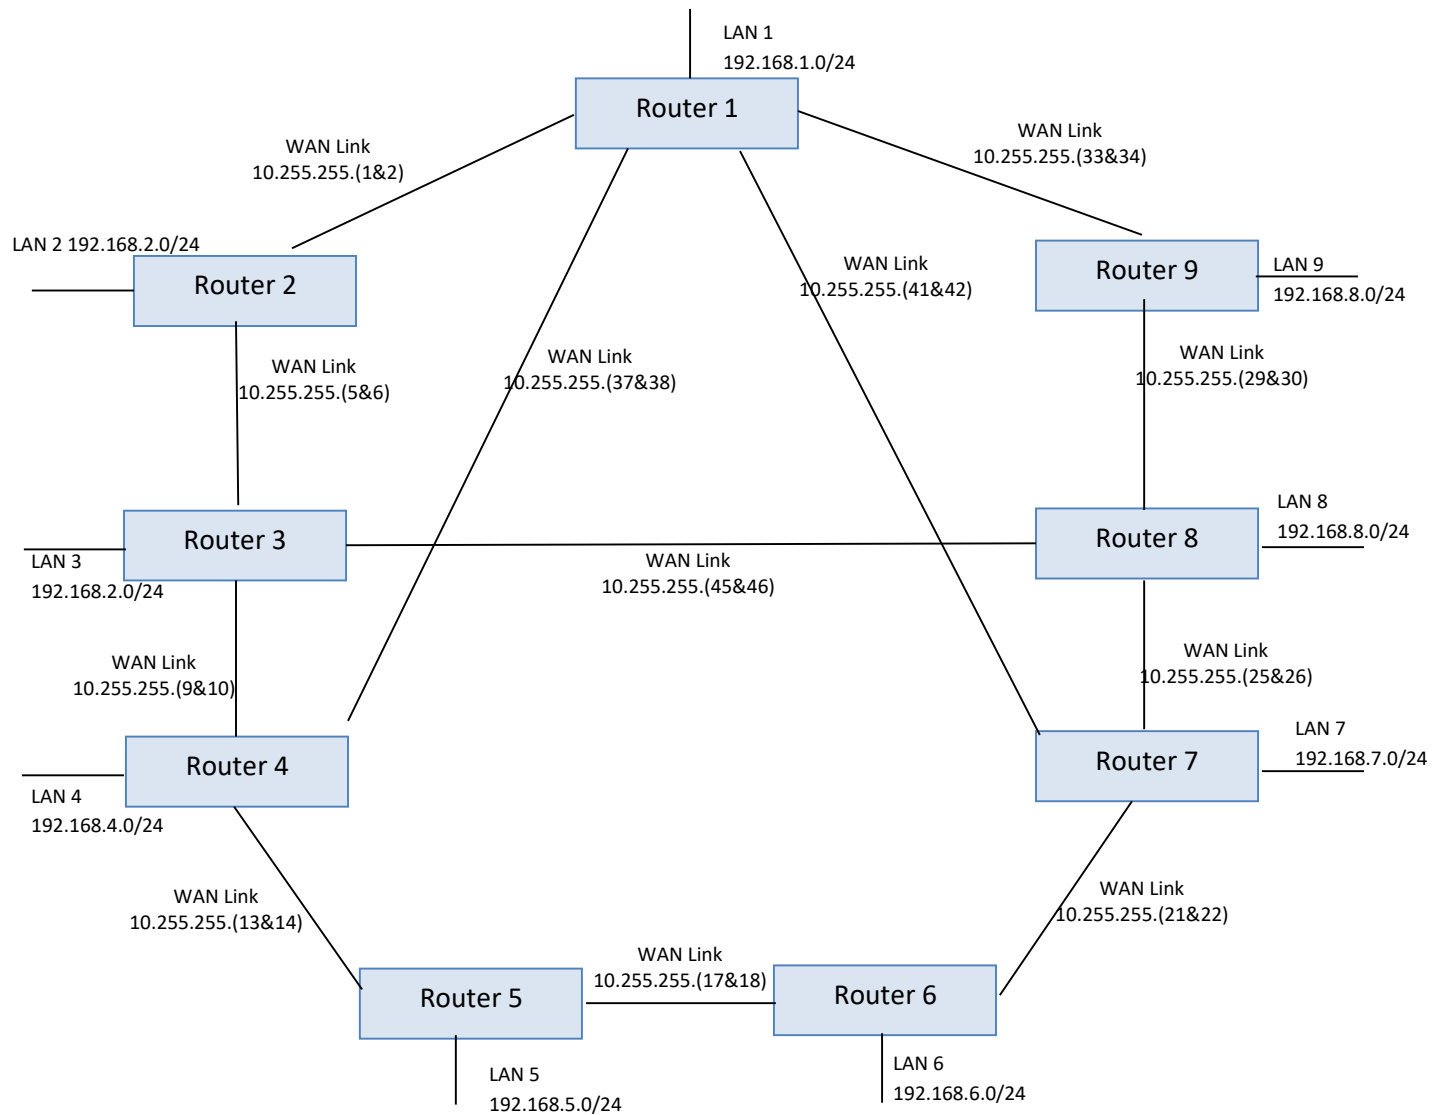 LAN 1
192.168.1.0/24
Router 1
WAN Link
10.255.255.(1&2)
WAN Link
10.255.255.(33&34)
LAN 2 192.168.2.0/24
Router 2
WAN Link
10.255.255.(41&42)
Router 9
LAN 9
192.168.8.0/24
WAN Link
10.255.255.(5&6)
WAN Link
10.255.255.(37&38)
WAN Link
10.255.255.(29&30)
Router 3
LAN 3
192.168.2.0/24
WAN Link
10.255.255.(45&46)
Router 8
LAN 8
192.168.8.0/24
WAN Link
10.255.255.(9&10)
WAN Link
10.255.255.(25&26)
Router 4
LAN 4
192.168.4.0/24
Router 7
LAN 7
192.168.7.0/24
WAN Link
10.255.255.(13&14)
WAN Link
10.255.255.(21&22)
Router 5
WAN Link
10.255.255.(17&18)
Router 6
LAN 5
192.168.5.0/24
LAN 6
192.168.6.0/24